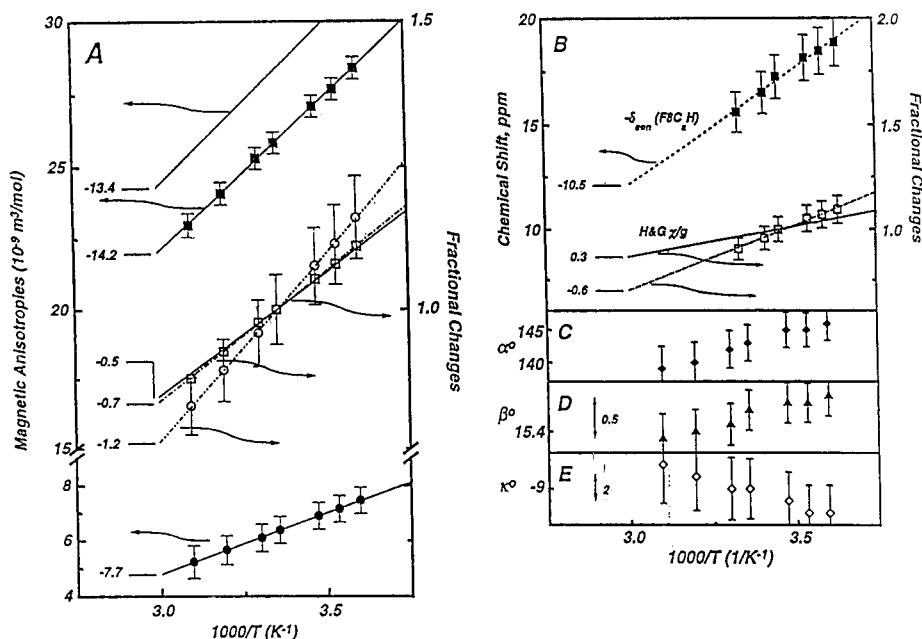 A
30
25
20
15
8
6
4
Magnetic Anisotropies (10⁻⁹ m³/mol)
-13.4
-14.2
-0.5
-0.7
-1.2
-7.7
1.5
1.0
Fractional Changes
3.0 3.5
1000/T (K⁻¹)
B
20
15
10
Chemical Shift, ppm
-δcon (F8CεH)
-10.5
H&G χ/g
0.3
-0.6
2.0
1.5
1.0
Fractional Changes
C
α°
145
140
D
β°
15.4
0.5
E
κ°
-9
2
3.0 3.5
1000/T (1/K⁻¹)